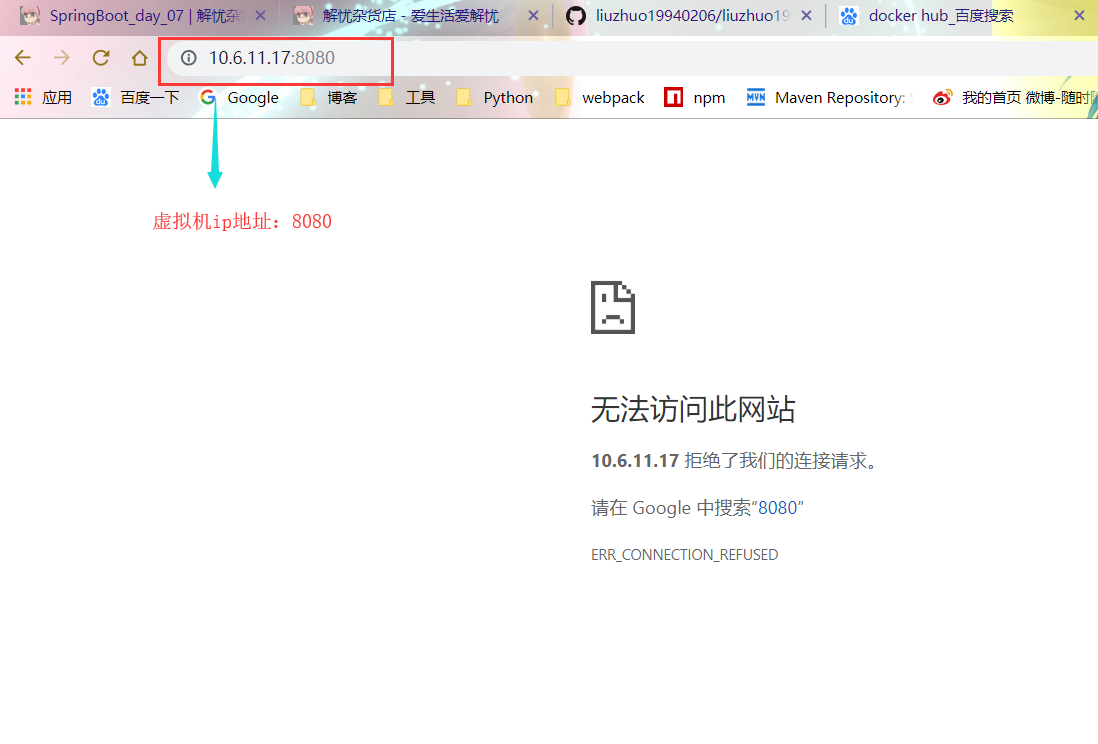 SpringBoot_day_07 | 解忧杂
解忧杂货店 - 爱生活爱解忧
liuzhuo19940206/liuzhuo19
docker hub_百度搜索
10.6.11.17:8080
应用
百度一下
Google
博客
工具
Python
webpack
npm
Maven Repository:
我的首页 微博-随时
虚拟机ip地址：8080
无法访问此网站
10.6.11.17 拒绝了我们的连接请求。
请在 Google 中搜索“8080”
ERR_CONNECTION_REFUSED